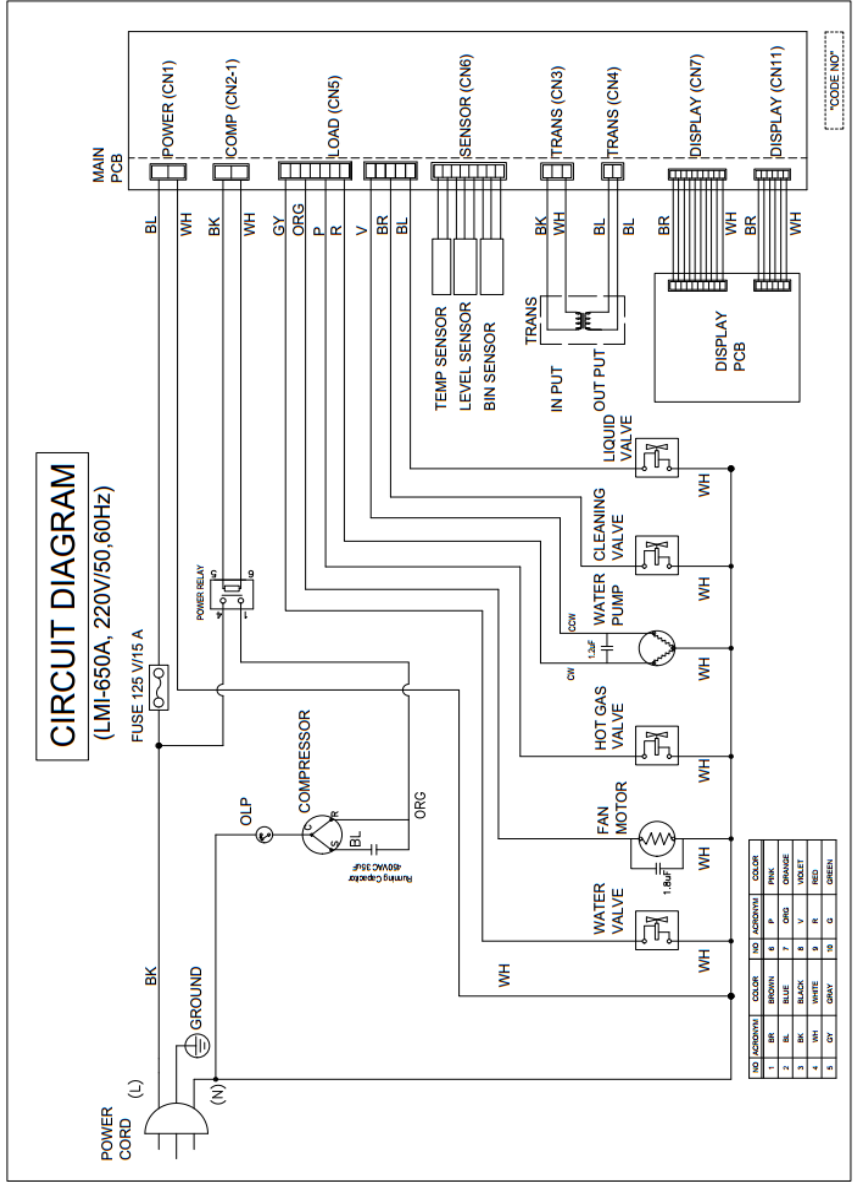 CIRCUIT DIAGRAM
(LMI-650A, 220V/50,60Hz)
POWER
CORD
(L)
(N)
GROUND
BK
FUSE 125 V/15 A
POWER RELAY
4
5
1
6
OLP
COMPRESSOR
C
S
R
BL
ORG
Running Capacitor
450VAC 35uF
WH
MAIN
PCB
BL
WH
POWER (CN1)
BK
WH
COMP (CN2-1)
GY
ORG
P
R
LOAD (CN5)
V
BR
BL
SENSOR (CN6)
TEMP SENSOR
LEVEL SENSOR
BIN SENSOR
BK
WH
TRANS (CN3)
BL
BL
TRANS (CN4)
TRANS
IN PUT
OUT PUT
BR
WH
DISPLAY (CN7)
BR
WH
DISPLAY (CN11)
DISPLAY
PCB
"CODE NO"
WATER
VALVE
WH
FAN
MOTOR
1.8uF
WH
HOT GAS
VALVE
WH
WATER
PUMP
CW
CCW
1.2uF
WH
CLEANING
VALVE
WH
LIQUID
VALVE
WH
NO ACRONYM COLOR NO ACRONYM COLOR
1 BR BROWN 6 P PINK
2 BL BLUE 7 ORG ORANGE
3 BK BLACK 8 V VIOLET
4 WH WHITE 9 R RED
5 GY GRAY 10 G GREEN